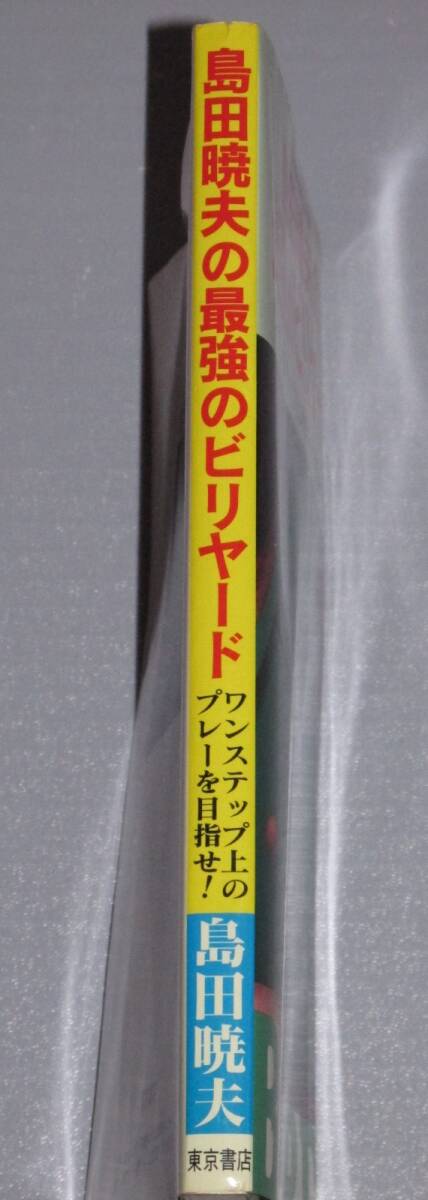 島田暁夫の最強のビリヤード
ワンステップ上の
プレーを目指せ!
島田暁夫
東京書店